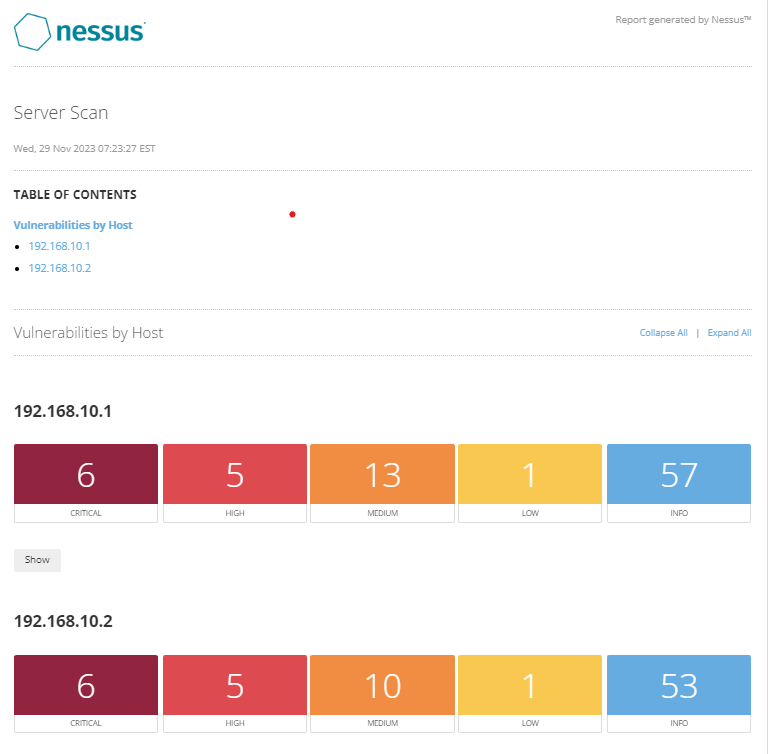 nessus
Report generated by Nessus™
Server Scan
Wed, 29 Nov 2023 07:23:27 EST
TABLE OF CONTENTS
Vulnerabilities by Host
• 192.168.10.1
• 192.168.10.2
Vulnerabilities by Host
Collapse All | Expand All
192.168.10.1
6 5 13 1 57
CRITICAL HIGH MEDIUM LOW INFO
Show
192.168.10.2
6 5 10 1 53
CRITICAL HIGH MEDIUM LOW INFO